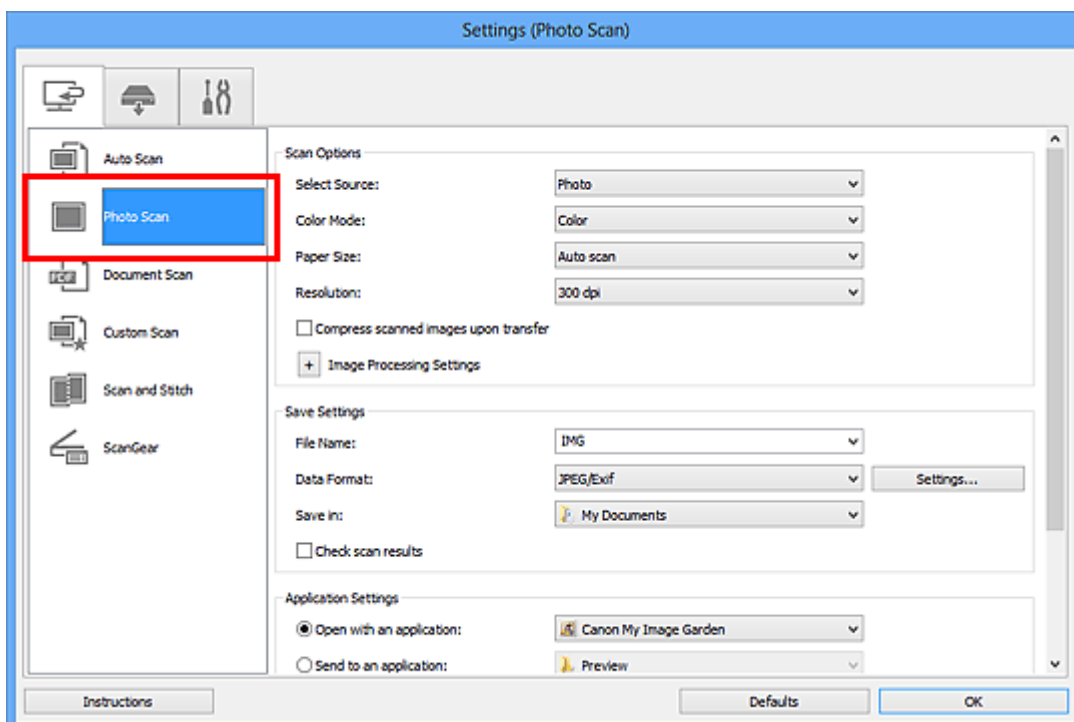 Settings (Photo Scan)
Auto Scan
Photo Scan
Document Scan
Custom Scan
Scan and Stitch
ScanGear
Scan Options
Select Source: Photo
Color Mode: Color
Paper Size: Auto scan
Resolution: 300 dpi
Compress scanned images upon transfer
+ Image Processing Settings
Save Settings
File Name: IMG
Data Format: JPEG/Exif Settings...
Save in: My Documents
Check scan results
Application Settings
Open with an application: Canon My Image Garden
Send to an application: Preview
Instructions Defaults OK